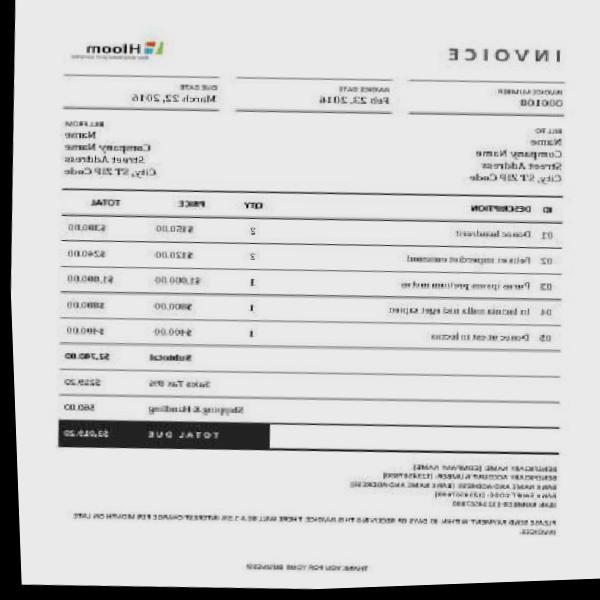 INVOICE
Hloom
INVOICE NUMBER
000108
INVOICE DATE
Feb 23, 2016
DUE DATE
March 22, 2016
BILL TO
Name
Company Name
Street Address
City, ST ZIP Code
BILL FROM
Name
Company Name
Street Address
City, ST ZIP Code
ID DESCRIPTION QTY PRICE TOTAL
01 Donec hendrerit 2 $150.00 $300.00
02 Felis et imperdiet euismod 2 $120.00 $240.00
03 Purus ipsum pretium metus 1 $1,000.00 $1,000.00
04 In lacinia nulla nisl eget sapien 1 $800.00 $800.00
05 Donec ut est in lectus 1 $400.00 $400.00
Subtotal $2,740.00
Sales Tax 8% $219.20
Shipping & Handling $60.00
TOTAL DUE $3,019.20
BENEFICIARY NAME: [COMPANY NAME]
BENEFICIARY ACCOUNT NUMBER: [1234567890]
BANK NAME AND ADDRESS: [BANK NAME AND ADDRESS]
BANK SWIFT CODE: [1234567890]
IBAN NUMBER:
PLEASE SEND PAYMENT WITHIN 30 DAYS OF RECEIVING THIS INVOICE. THERE WILL BE A 1.5% INTEREST CHARGE PER MONTH ON LATE
INVOICES.
THANK YOU FOR YOUR BUSINESS!